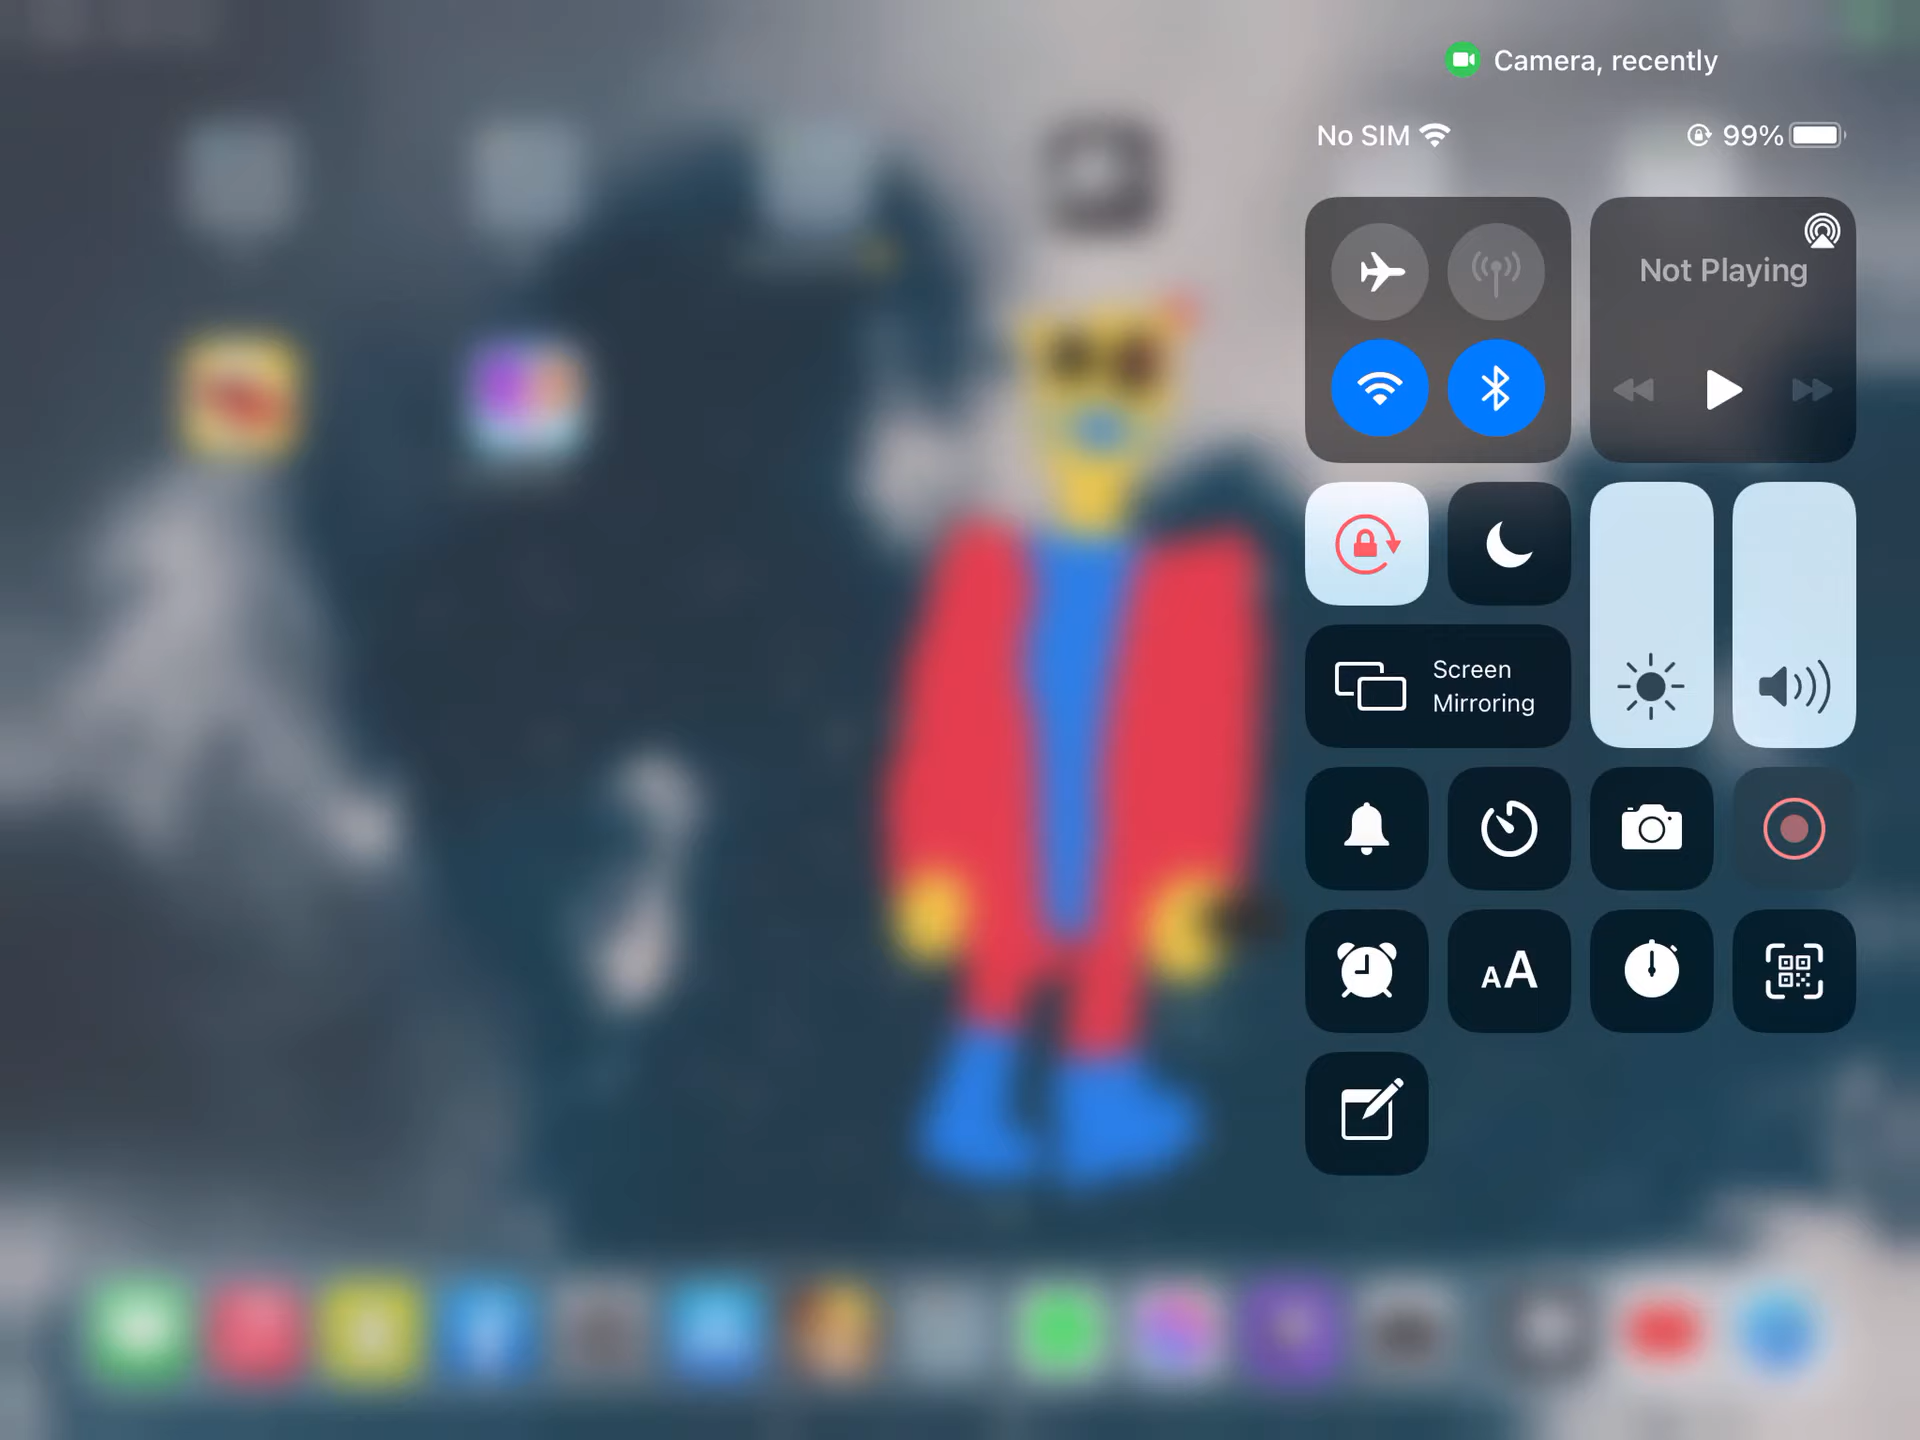 Camera, recently
No SIM
99%
Not Playing
Screen
Mirroring
AA